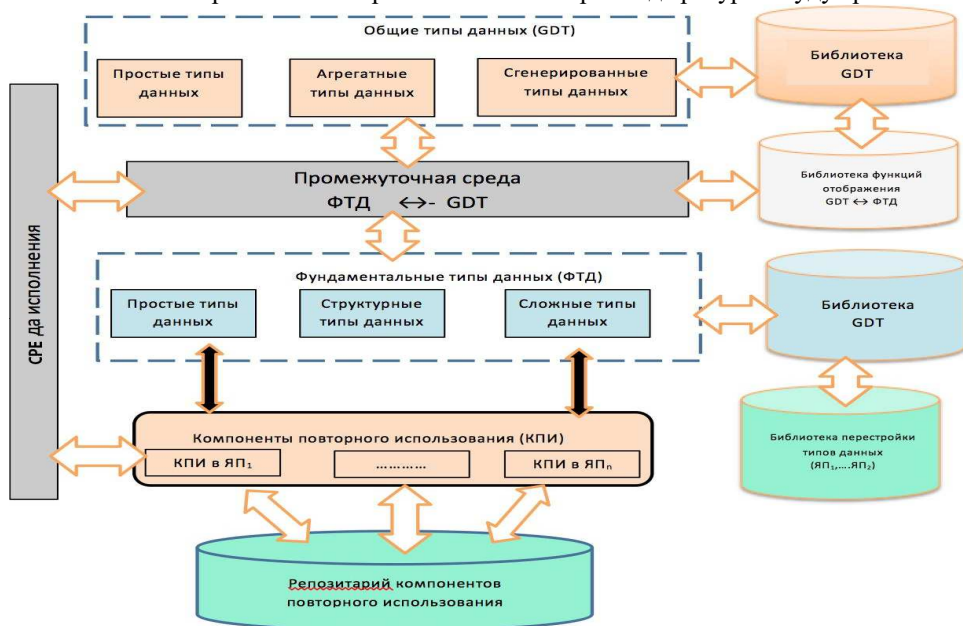 Общие типы данных (GDT)
Простые типы
данных
Агрегатные
типы данных
Сгенерированные
типы данных
Библиотека
GDT
Промежуточная среда
ФТД ↔- GDT
Библиотека функций
отображения
GDT ↔ ФТД
СРЕ да исполнения
Фундаментальные типы данных (ФТД)
Простые типы
данных
Структурные
типы данных
Сложные типы
данных
Библиотека
GDT
Компоненты повторного использования (КПИ)
КПИ в ЯП₁
…………
КПИ в ЯПₙ
Библиотека перестройки
типов данных
(ЯП₁,….ЯП₂)
Репозитарий компонентов
повторного использования